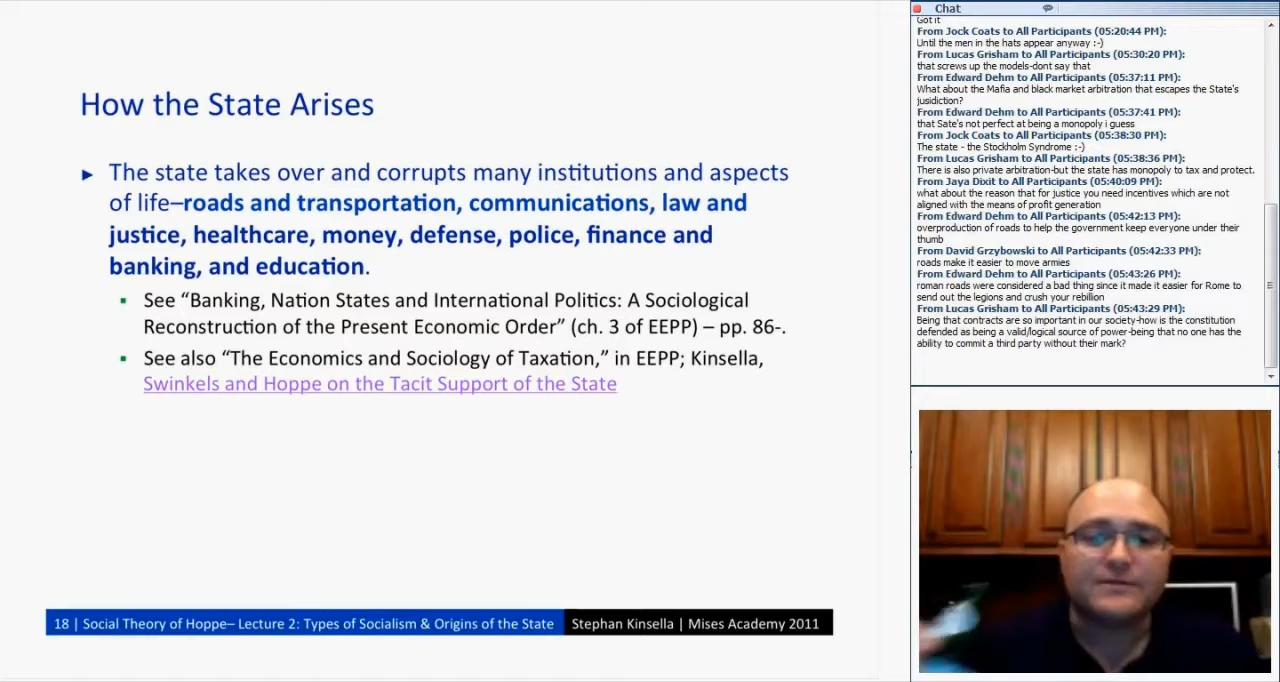 How the State Arises
► The state takes over and corrupts many institutions and aspects
of life–roads and transportation, communications, law and
justice, healthcare, money, defense, police, finance and
banking, and education.
▪ See “Banking, Nation States and International Politics: A Sociological
Reconstruction of the Present Economic Order” (ch. 3 of EEPP) – pp. 86-.
▪ See also “The Economics and Sociology of Taxation,” in EEPP; Kinsella,
Swinkels and Hoppe on the Tacit Support of the State
18 | Social Theory of Hoppe– Lecture 2: Types of Socialism & Origins of the State
Stephan Kinsella | Mises Academy 2011
Chat
Got it
From Jock Coats to All Participants (05:20:44 PM):
Until the men in the hats appear anyway :-)
From Lucas Grisham to All Participants (05:30:20 PM):
that screws up the models-dont say that
From Edward Dehm to All Participants (05:37:11 PM):
What about the Mafia and black market arbitration that escapes the State's
jusidiction?
From Edward Dehm to All Participants (05:37:41 PM):
that Sate's not perfect at being a monopoly i guess
From Jock Coats to All Participants (05:38:30 PM):
The state - the Stockholm Syndrome :-)
From Lucas Grisham to All Participants (05:38:36 PM):
There is also private arbitration-but the state has monopoly to tax and protect.
From Jaya Dixit to All Participants (05:40:09 PM):
what about the reason that for justice you need incentives which are not
aligned with the means of profit generation
From Edward Dehm to All Participants (05:42:13 PM):
overproduction of roads to help the government keep everyone under their
thumb
From David Grzybowski to All Participants (05:42:33 PM):
roads make it easier to move armies
From Edward Dehm to All Participants (05:43:26 PM):
roman roads were considered a bad thing since it made it easier for Rome to
send out the legions and crush your rebillion
From Lucas Grisham to All Participants (05:43:29 PM):
Being that contracts are so important in our society-how is the constitution
defended as being a valid/logical source of power-being that no one has the
ability to commit a third party without their mark?